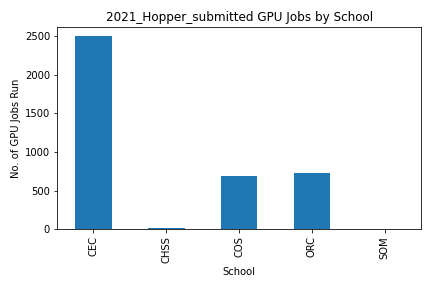 2021_Hopper_submitted GPU Jobs by School
No. of GPU Jobs Run
2500
2000
1500
1000
500
0
CEC
CHSS
COS
ORC
SOM
School